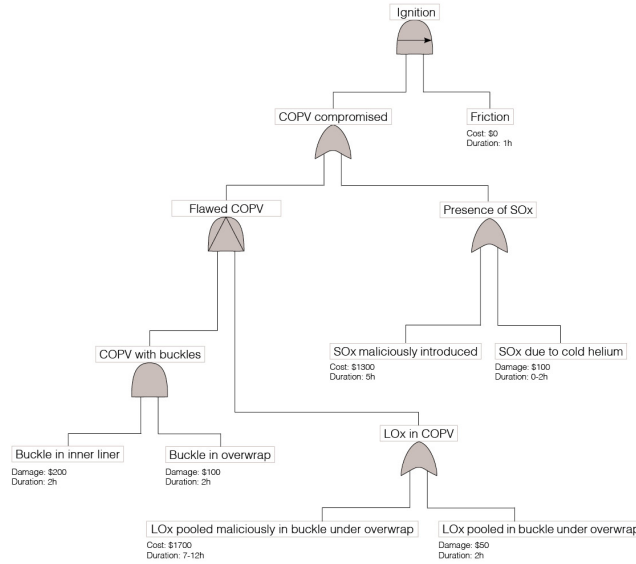 Ignition
COPV compromised
Friction
Cost: $0
Duration: 1h
Flawed COPV
Presence of SOx
COPV with buckles
SOx maliciously introduced
Cost: $1300
Duration: 5h
SOx due to cold helium
Damage: $100
Duration: 0-2h
Buckle in inner liner
Damage: $200
Duration: 2h
Buckle in overwrap
Damage: $100
Duration: 2h
LOx in COPV
LOx pooled maliciously in buckle under overwrap
Cost: $1700
Duration: 7-12h
LOx pooled in buckle under overwrap
Damage: $50
Duration: 2h